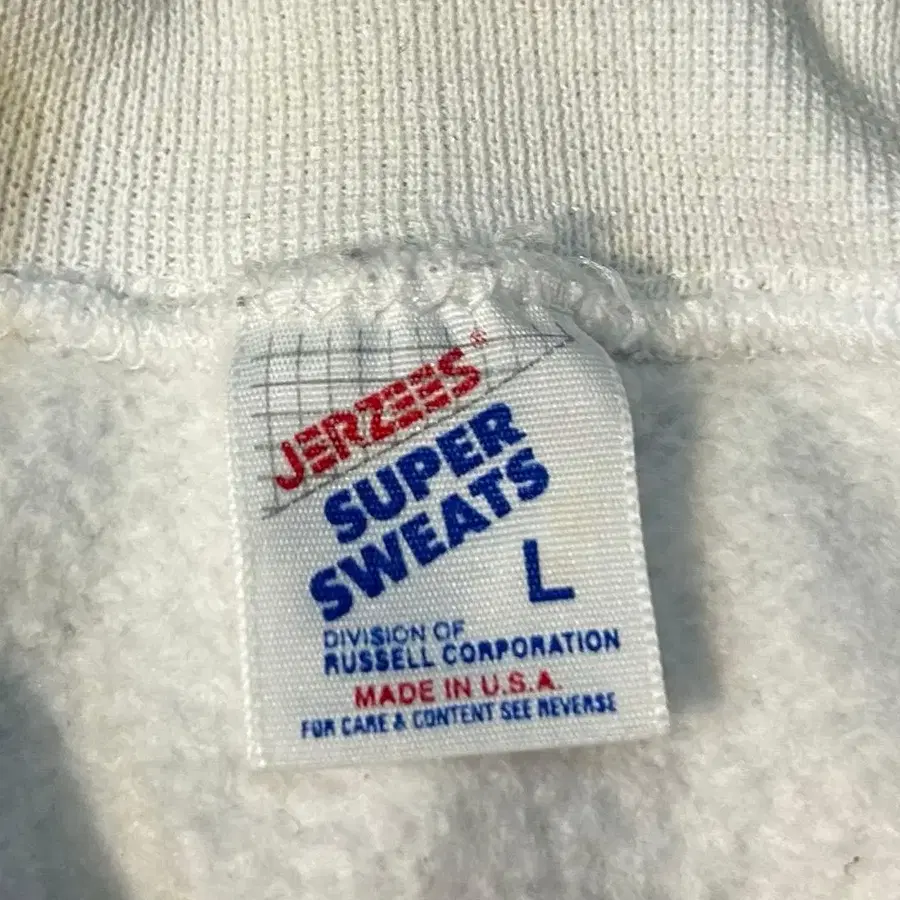 JERZEES®
SUPER
SWEATS
L
DIVISION OF
RUSSELL CORPORATION
MADE IN U.S.A.
FOR CARE & CONTENT SEE REVERSE